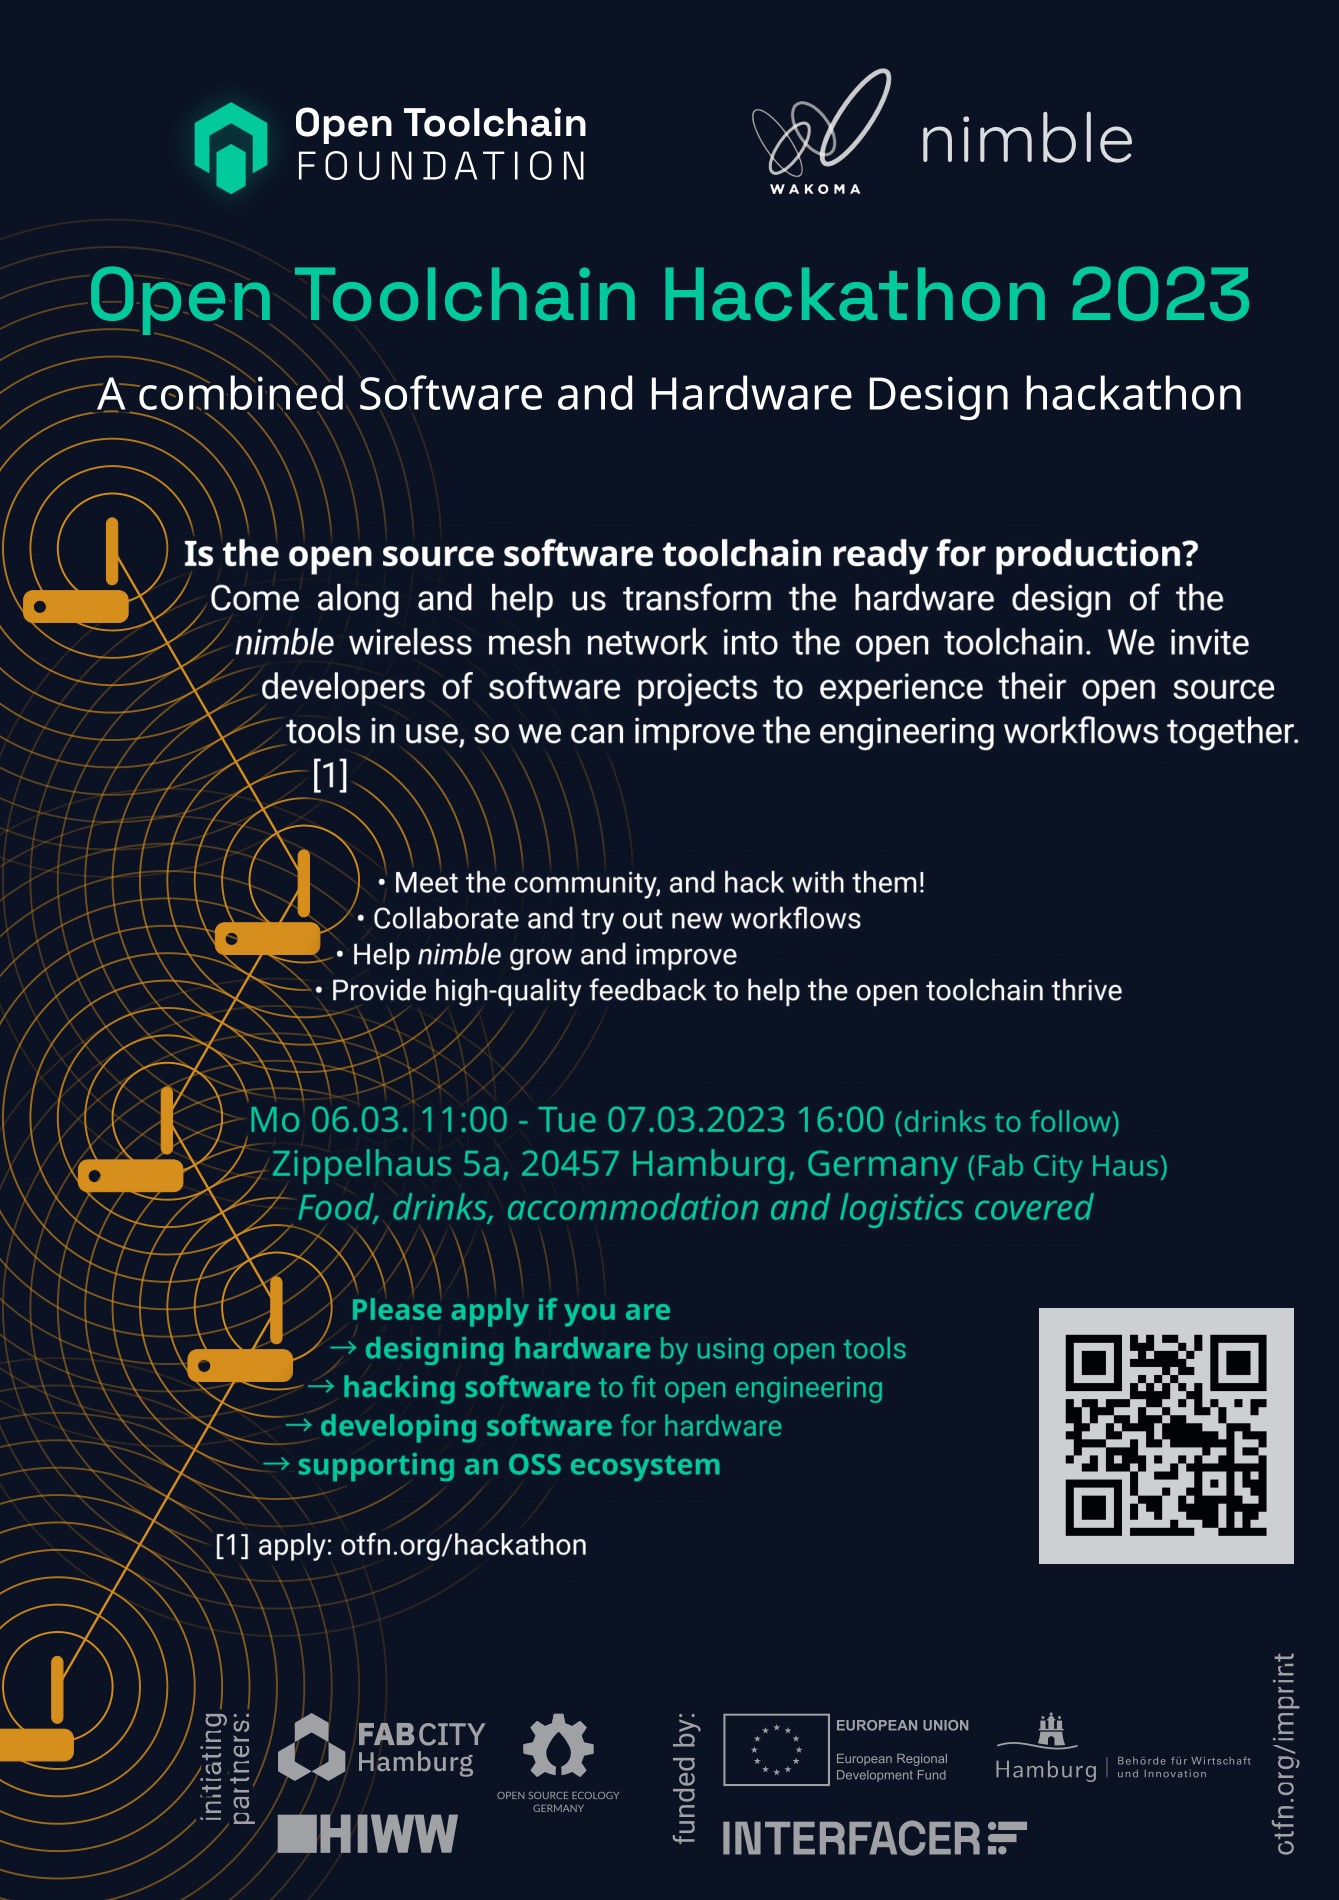 Open Toolchain
FOUNDATION
WAKOMA
nimble
Open Toolchain Hackathon 2023
A combined Software and Hardware Design hackathon
Is the open source software toolchain ready for production?
Come along and help us transform the hardware design of the
nimble wireless mesh network into the open toolchain. We invite
developers of software projects to experience their open source
tools in use, so we can improve the engineering workflows together.
[1]
• Meet the community, and hack with them!
• Collaborate and try out new workflows
• Help nimble grow and improve
• Provide high-quality feedback to help the open toolchain thrive
Mo 06.03. 11:00 - Tue 07.03.2023 16:00 (drinks to follow)
Zippelhaus 5a, 20457 Hamburg, Germany (Fab City Haus)
Food, drinks, accommodation and logistics covered
Please apply if you are
→ designing hardware by using open tools
→ hacking software to fit open engineering
→ developing software for hardware
→ supporting an OSS ecosystem
[1] apply: otfn.org/hackathon
initiating
partners:
FABCITY
Hamburg
OPEN SOURCE ECOLOGY
GERMANY
HIWW
funded by:
EUROPEAN UNION
European Regional
Development Fund
Hamburg
Behörde für Wirtschaft
und Innovation
INTERFACER
otfn.org/imprint